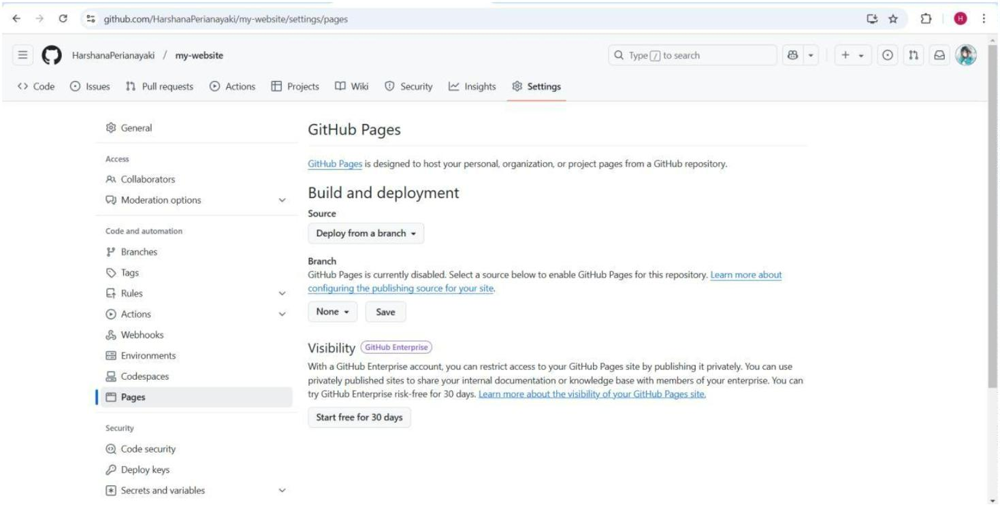 github.com/HarshanaPerianayaki/my-website/settings/pages
H
HarshanaPerianayaki / my-website
Type / to search
Code Issues Pull requests Actions Projects Wiki Security Insights Settings
General
Access
Collaborators
Moderation options
Code and automation
Branches
Tags
Rules
Actions
Webhooks
Environments
Codespaces
Pages
Security
Code security
Deploy keys
Secrets and variables
GitHub Pages
GitHub Pages is designed to host your personal, organization, or project pages from a GitHub repository.
Build and deployment
Source
Deploy from a branch
Branch
GitHub Pages is currently disabled. Select a source below to enable GitHub Pages for this repository. Learn more about
configuring the publishing source for your site.
None Save
Visibility GitHub Enterprise
With a GitHub Enterprise account, you can restrict access to your GitHub Pages site by publishing it privately. You can use
privately published sites to share your internal documentation or knowledge base with members of your enterprise. You can
try GitHub Enterprise risk-free for 30 days. Learn more about the visibility of your GitHub Pages site.
Start free for 30 days